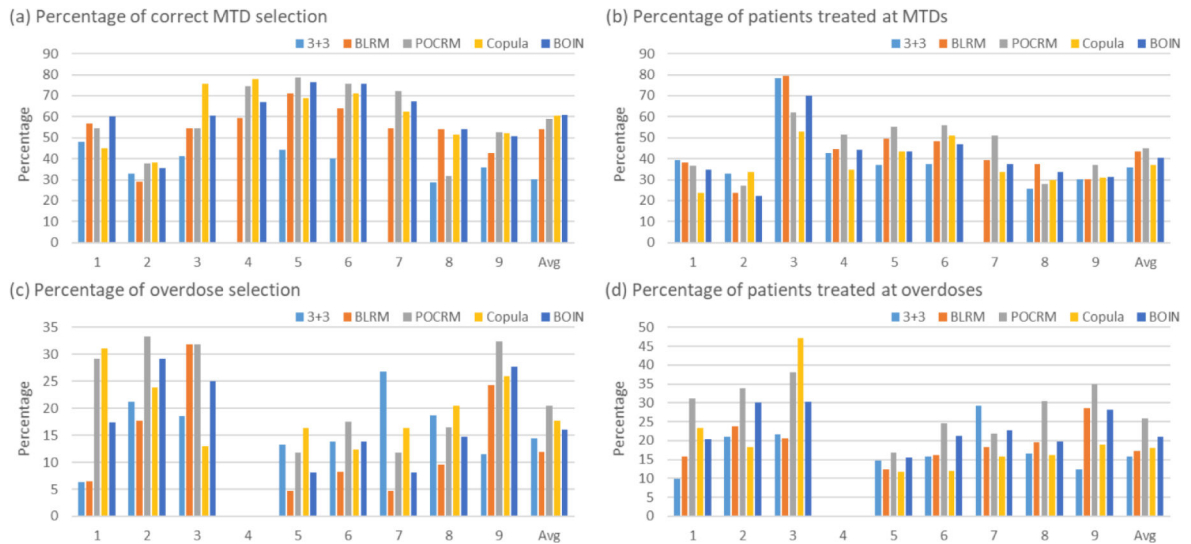 (a) Percentage of correct MTD selection
3+3 BLRM POCRM Copula BOIN
Percentage
90
80
70
60
50
40
30
20
10
0
1 2 3 4 5 6 7 8 9 Avg
(b) Percentage of patients treated at MTDs
3+3 BLRM POCRM Copula BOIN
Percentage
90
80
70
60
50
40
30
20
10
0
1 2 3 4 5 6 7 8 9 Avg
(c) Percentage of overdose selection
3+3 BLRM POCRM Copula BOIN
Percentage
35
30
25
20
15
10
5
0
1 2 3 4 5 6 7 8 9 Avg
(d) Percentage of patients treated at overdoses
3+3 BLRM POCRM Copula BOIN
Percentage
50
45
40
35
30
25
20
15
10
5
0
1 2 3 4 5 6 7 8 9 Avg